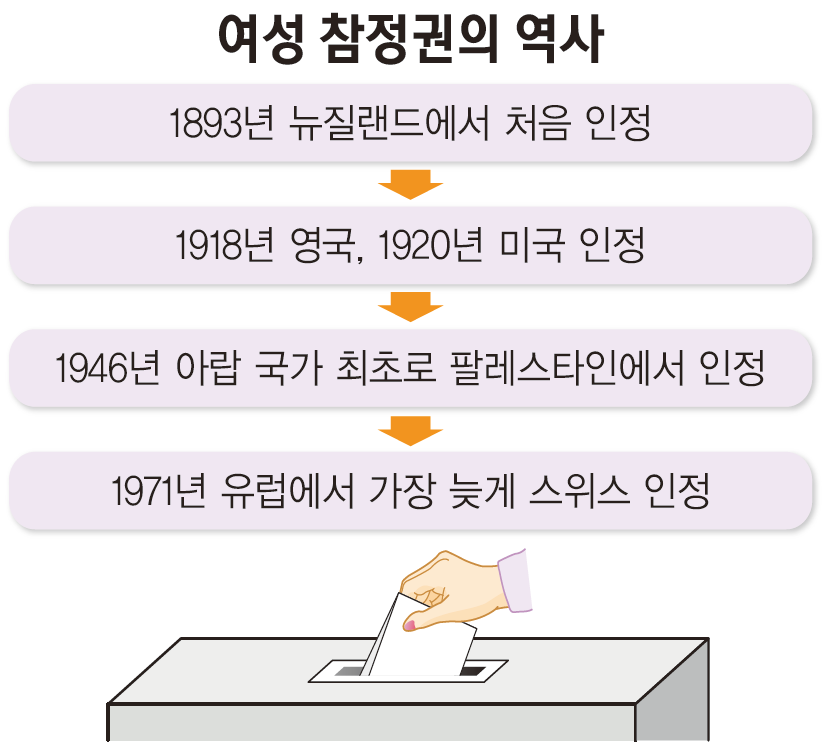 여성 참정권의 역사
1893년 뉴질랜드에서 처음 인정
1918년 영국, 1920년 미국 인정
1946년 아랍 국가 최초로 팔레스타인에서 인정
1971년 유럽에서 가장 늦게 스위스 인정